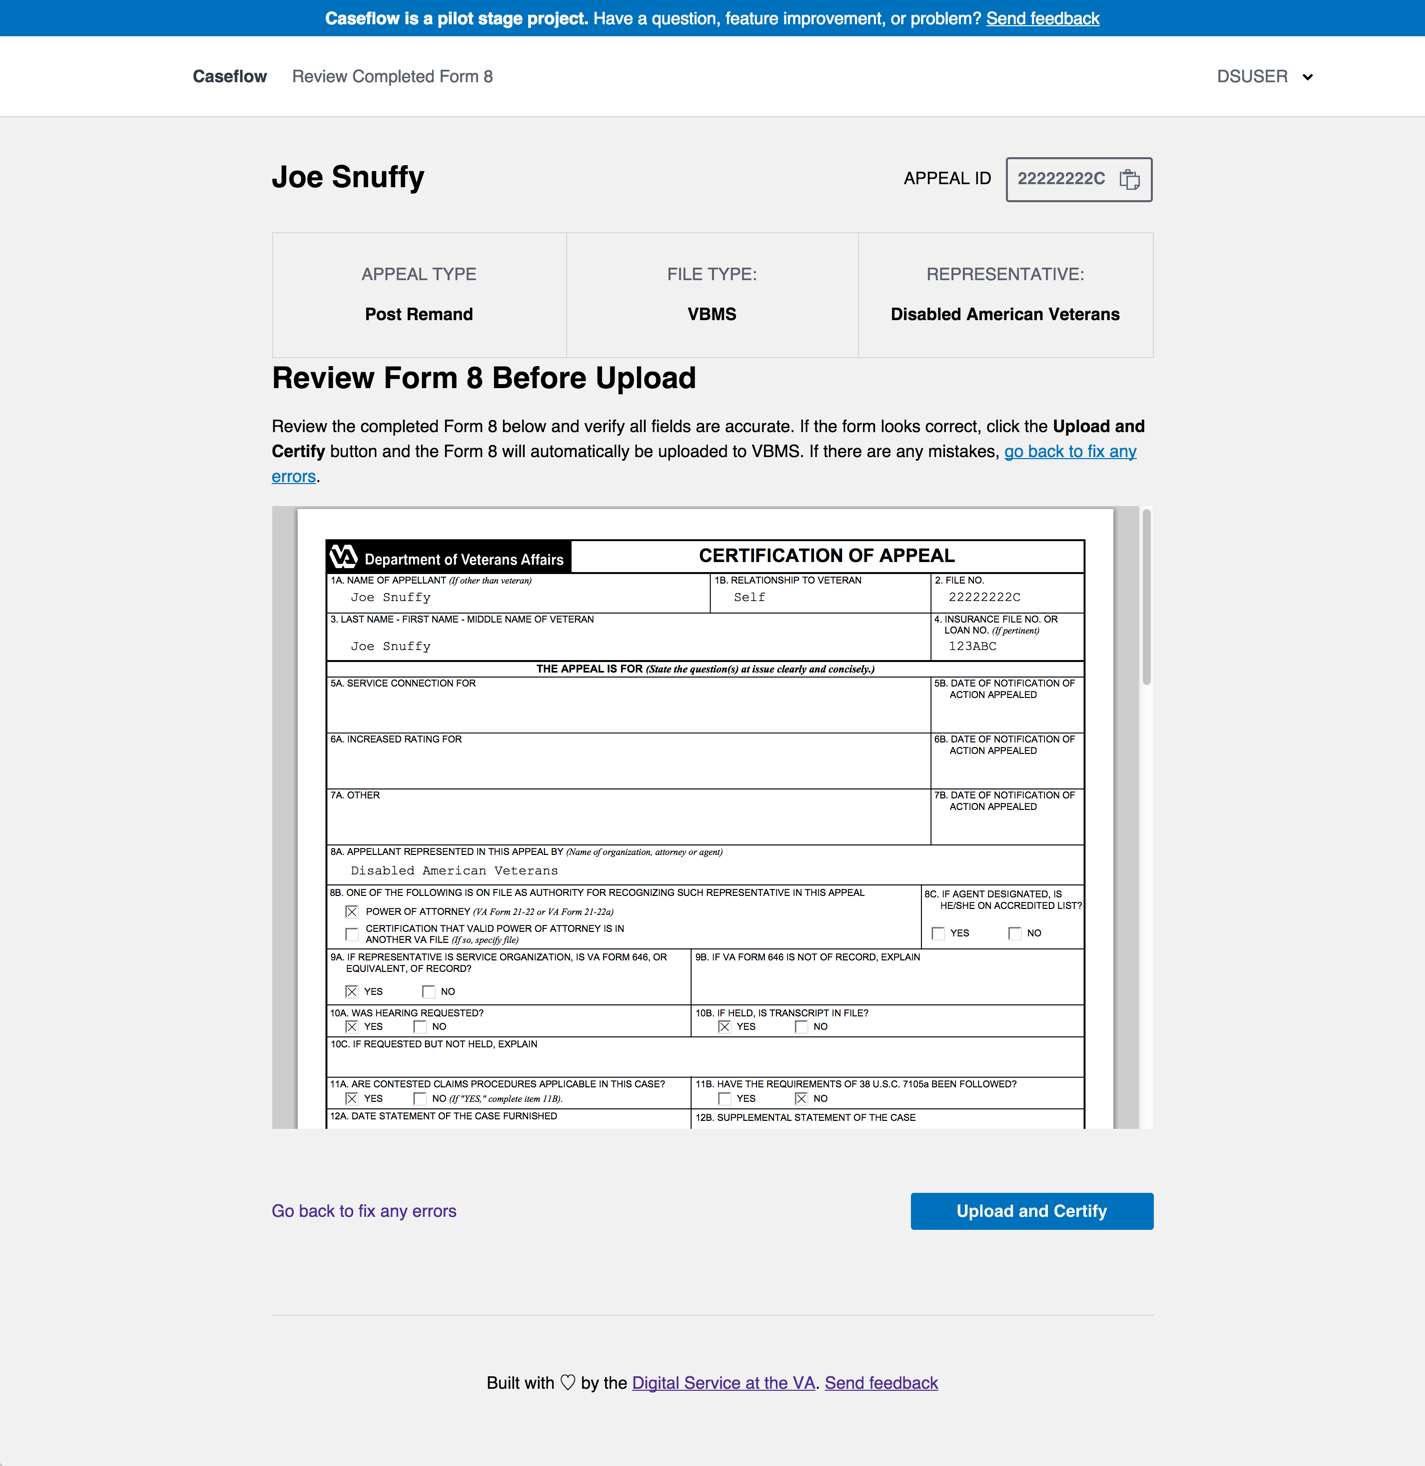 Caseflow is a pilot stage project. Have a question, feature improvement, or problem? Send feedback
Caseflow Review Completed Form 8 DSUSER
Joe Snuffy APPEAL ID 22222222C
APPEAL TYPE FILE TYPE: REPRESENTATIVE:
Post Remand VBMS Disabled American Veterans
Review Form 8 Before Upload
Review the completed Form 8 below and verify all fields are accurate. If the form looks correct, click the Upload and
Certify button and the Form 8 will automatically be uploaded to VBMS. If there are any mistakes, go back to fix any
errors.
VA Department of Veterans Affairs CERTIFICATION OF APPEAL
1A. NAME OF APPELLANT (If other than veteran) 1B. RELATIONSHIP TO VETERAN 2. FILE NO.
Joe Snuffy Self 22222222C
3. LAST NAME - FIRST NAME - MIDDLE NAME OF VETERAN 4. INSURANCE FILE NO. OR
LOAN NO. (If pertinent)
Joe Snuffy 123ABC
THE APPEAL IS FOR (State the question(s) at issue clearly and concisely.)
5A. SERVICE CONNECTION FOR 5B. DATE OF NOTIFICATION OF
ACTION APPEALED
6A. INCREASED RATING FOR 6B. DATE OF NOTIFICATION OF
ACTION APPEALED
7A. OTHER 7B. DATE OF NOTIFICATION OF
ACTION APPEALED
8A. APPELLANT REPRESENTED IN THIS APPEAL BY (Name of organization, attorney or agent)
Disabled American Veterans
8B. ONE OF THE FOLLOWING IS ON FILE AS AUTHORITY FOR RECOGNIZING SUCH REPRESENTATIVE IN THIS APPEAL 8C. IF AGENT DESIGNATED, IS
HE/SHE ON ACCREDITED LIST?
POWER OF ATTORNEY (VA Form 21-22 or VA Form 21-22a)
CERTIFICATION THAT VALID POWER OF ATTORNEY IS IN
ANOTHER VA FILE (If so, specify file)
YES NO
9A. IF REPRESENTATIVE IS SERVICE ORGANIZATION, IS VA FORM 646, OR 9B. IF VA FORM 646 IS NOT OF RECORD, EXPLAIN
EQUIVALENT, OF RECORD?
YES NO
10A. WAS HEARING REQUESTED? 10B. IF HELD, IS TRANSCRIPT IN FILE?
YES NO YES NO
10C. IF REQUESTED BUT NOT HELD, EXPLAIN
11A. ARE CONTESTED CLAIMS PROCEDURES APPLICABLE IN THIS CASE? 11B. HAVE THE REQUIREMENTS OF 38 U.S.C. 7105a BEEN FOLLOWED?
YES NO (If "YES," complete item 11B). YES NO
12A. DATE STATEMENT OF THE CASE FURNISHED 12B. SUPPLEMENTAL STATEMENT OF THE CASE
Go back to fix any errors Upload and Certify
Built with ♡ by the Digital Service at the VA. Send feedback